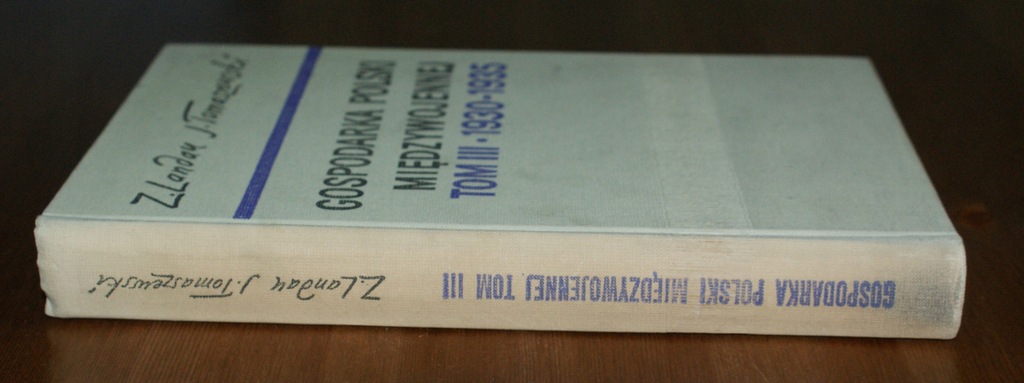 Z. Landau J. Tomaszewski
GOSPODARKA POLSKI
MIĘDZYWOJENNEJ
TOM III • 1930-1935
Z. Landau J. Tomaszewski
GOSPODARKA POLSKI MIĘDZYWOJENNEJ TOM III